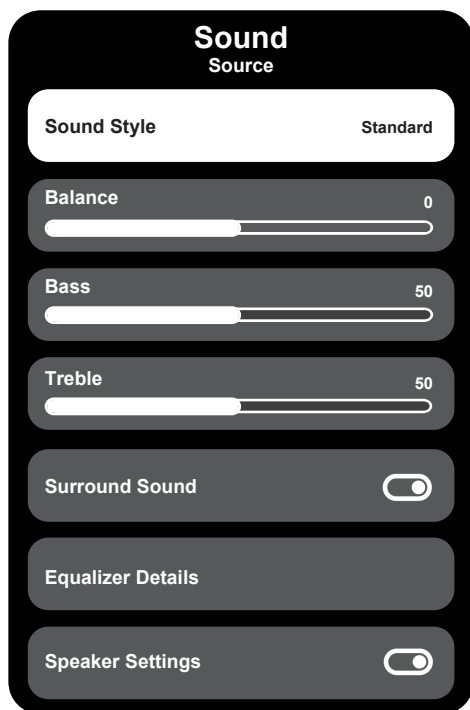 Sound
Source
Sound Style Standard
Balance 0
Bass 50
Treble 50
Surround Sound
Equalizer Details
Speaker Settings